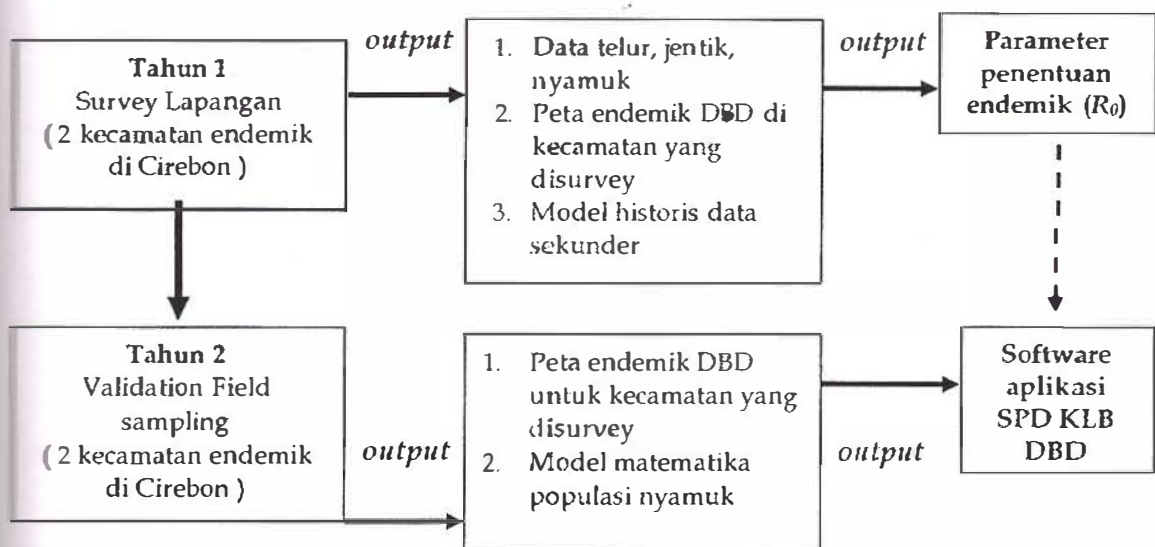 Tahun 1
Survey Lapangan
( 2 kecamatan endemik
di Cirebon )
output
1. Data telur, jentik,
nyamuk
2. Peta endemik DBD di
kecamatan yang
disurvey
3. Model historis data
sekunder
output
Parameter
penentuan
endemik (R0)
Tahun 2
Validation Field
sampling
( 2 kecamatan endemik
di Cirebon )
output
1. Peta endemik DBD
untuk kecamatan yang
disurvey
2. Model matematika
populasi nyamuk
output
Software
aplikasi
SPD KLB
DBD